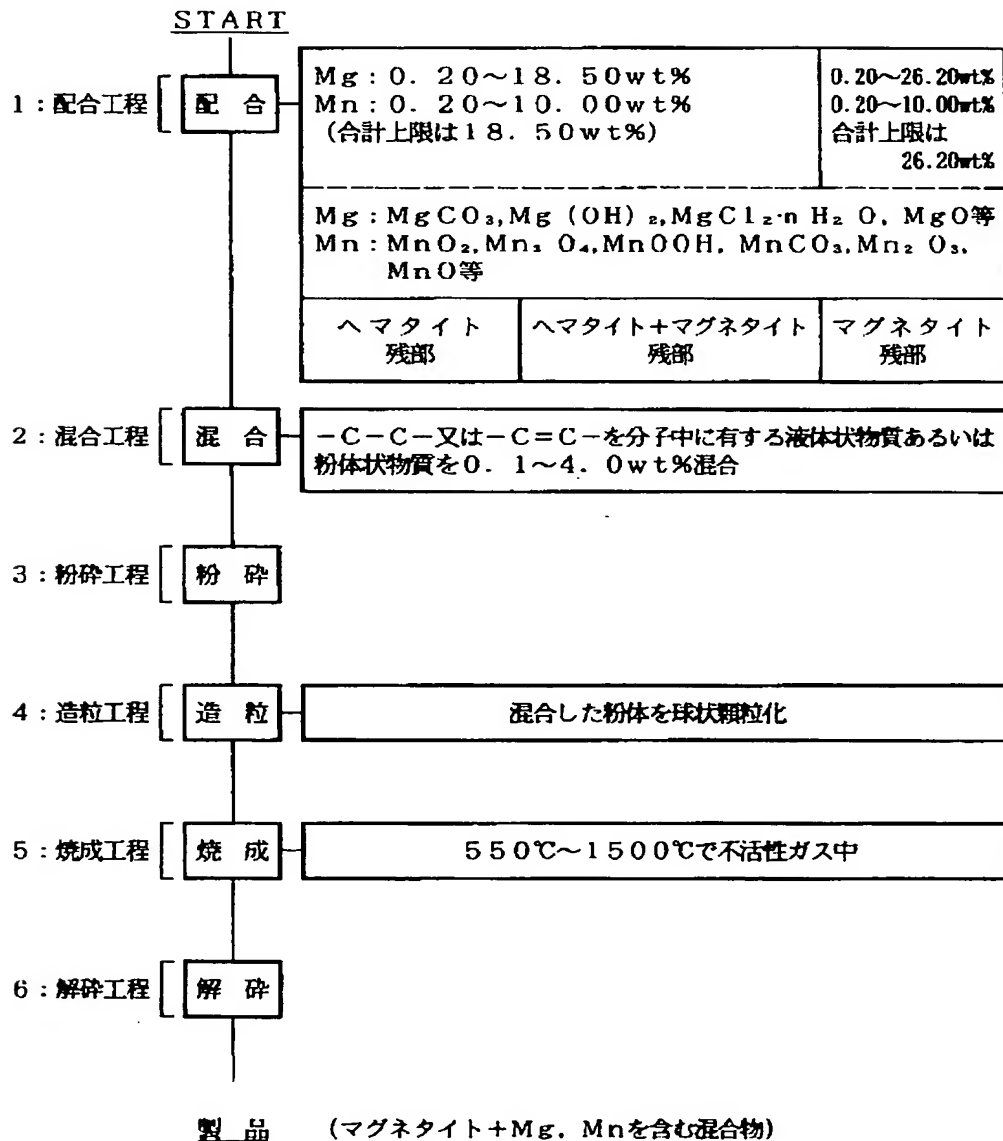 START
1：配合工程
配 合
Mg：0．20～18．50wt％
Mn：0．20～10．00wt％
（合計上限は18．50wt％）
0.20～26.20wt％
0.20～10.00wt％
合計上限は
26.20wt％
Mg：MgCO₃,Mg（OH）₂,MgCl₂·nH₂O，MgO等
Mn：MnO₂,Mn₃O₄,MnOOH，MnCO₃,Mn₂O₃，
MnO等
ヘマタイト
残部
ヘマタイト＋マグネタイト
残部
マグネタイト
残部
2：混合工程
混 合
－C－C－又は－C＝C－を分子中に有する液体状物質あるいは
粉体状物質を0．1～4．0wt％混合
3：粉砕工程
粉 砕
4：造粒工程
造 粒
混合した粉体を球状顆粒化
5：焼成工程
焼 成
550℃～1500℃で不活性ガス中
6：解砕工程
解 砕
製 品 （マグネタイト＋Mg．Mnを含む混合物）